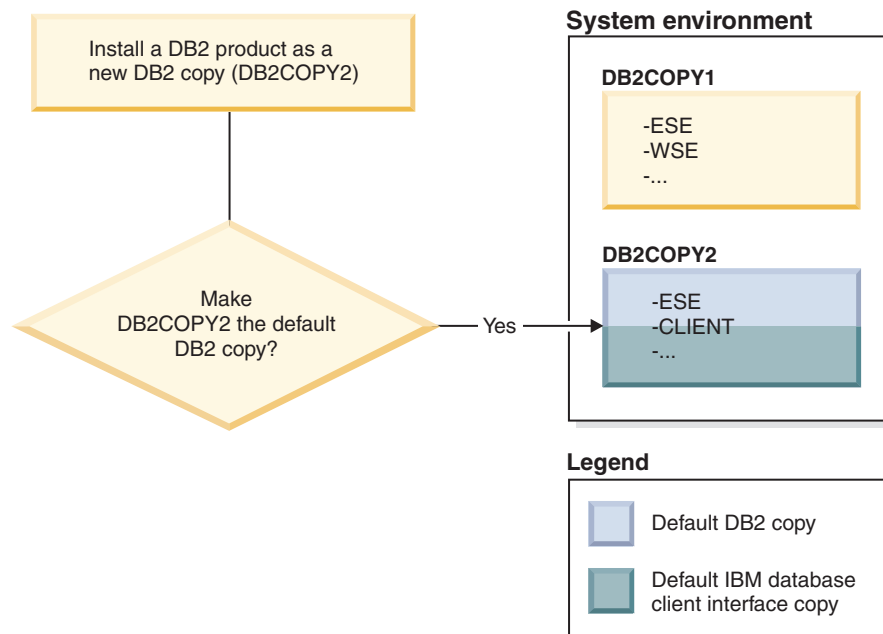 Install a DB2 product as a
new DB2 copy (DB2COPY2)
Make
DB2COPY2 the default
DB2 copy?
Yes
System environment
DB2COPY1
-ESE
-WSE
-...
DB2COPY2
-ESE
-CLIENT
-...
Legend
Default DB2 copy
Default IBM database
client interface copy